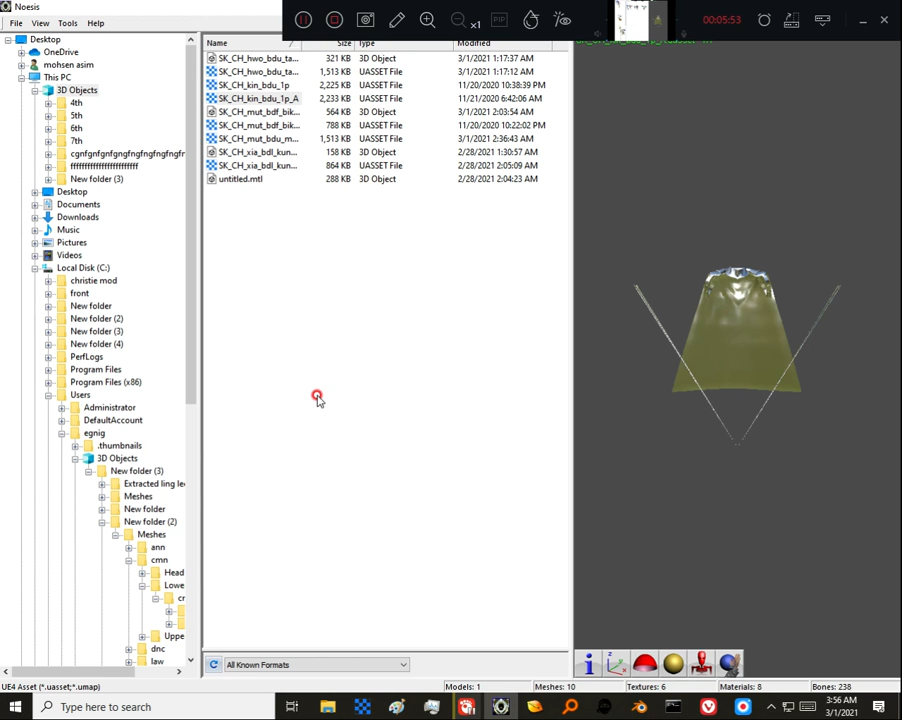 Noesis
File View Tools Help
x1
PIP
00:05:53
Desktop
OneDrive
mohsen asim
This PC
3D Objects
4th
5th
6th
7th
cgnfgnfgnfgngfngfngfngfngfn
ffffffffffffffffffffffff
New folder (3)
Desktop
Documents
Downloads
Music
Pictures
Videos
Local Disk (C:)
christie mod
front
New folder
New folder (2)
New folder (3)
New folder (4)
PerfLogs
Program Files
Program Files (x86)
Users
Administrator
DefaultAccount
egnig
.thumbnails
3D Objects
New folder (3)
Extracted ling le
Meshes
New folder
New folder (2)
Meshes
ann
cmn
Head
Lowe
cr
Uppe
dnc
law
Name Size Type Modified
SK_CH_hwo_bdu_ta... 321 KB 3D Object 3/1/2021 1:17:37 AM
SK_CH_hwo_bdu_ta... 1,513 KB UASSET File 3/1/2021 1:17:12 AM
SK_CH_kin_bdu_1p 2,225 KB UASSET File 11/20/2020 10:38:39 PM
SK_CH_kin_bdu_1p_A 2,233 KB UASSET File 11/21/2020 6:42:06 AM
SK_CH_mut_bdf_bik... 564 KB 3D Object 3/1/2021 2:03:54 AM
SK_CH_mut_bdf_bik... 788 KB UASSET File 11/20/2020 10:22:02 PM
SK_CH_mut_bdu_m... 1,513 KB UASSET File 3/1/2021 2:36:43 AM
SK_CH_xia_bdl_kun... 158 KB 3D Object 2/28/2021 1:30:57 AM
SK_CH_xia_bdl_kun... 864 KB UASSET File 2/28/2021 2:05:09 AM
untitled.mtl 288 KB 3D Object 2/28/2021 2:04:23 AM
All Known Formats
UE4 Asset (*.uasset;*.umap) Models: 1 Meshes: 10 Textures: 6 Materials: 8 Bones: 238
Type here to search
3:56 AM
3/1/2021